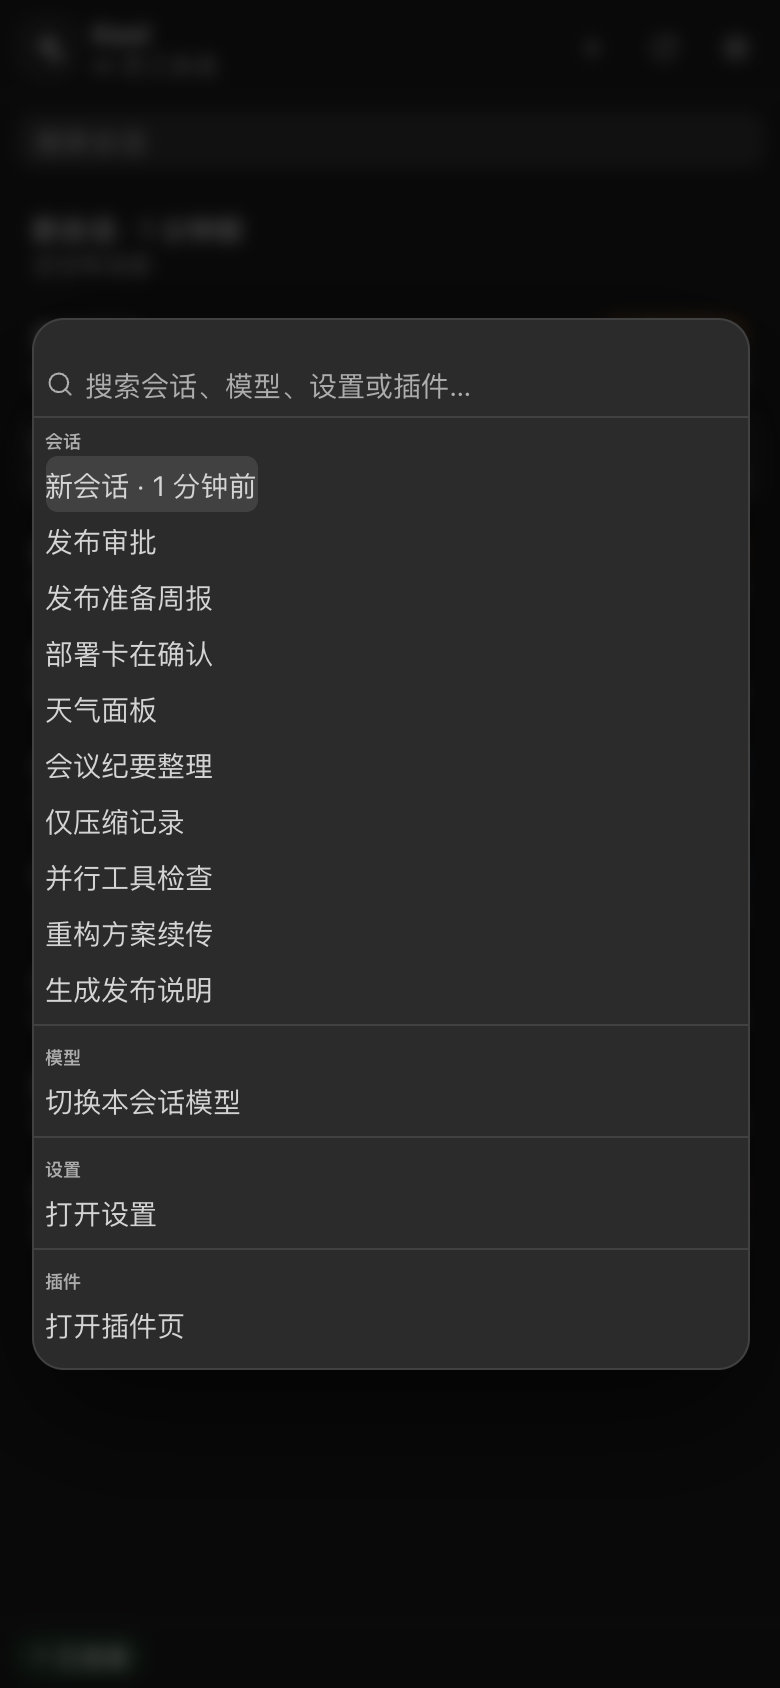 搜索会话、模型、设置或插件...
会话
新会话 · 1 分钟前
发布审批
发布准备周报
部署卡在确认
天气面板
会议纪要整理
仅压缩记录
并行工具检查
重构方案续传
生成发布说明
模型
切换本会话模型
设置
打开设置
插件
打开插件页